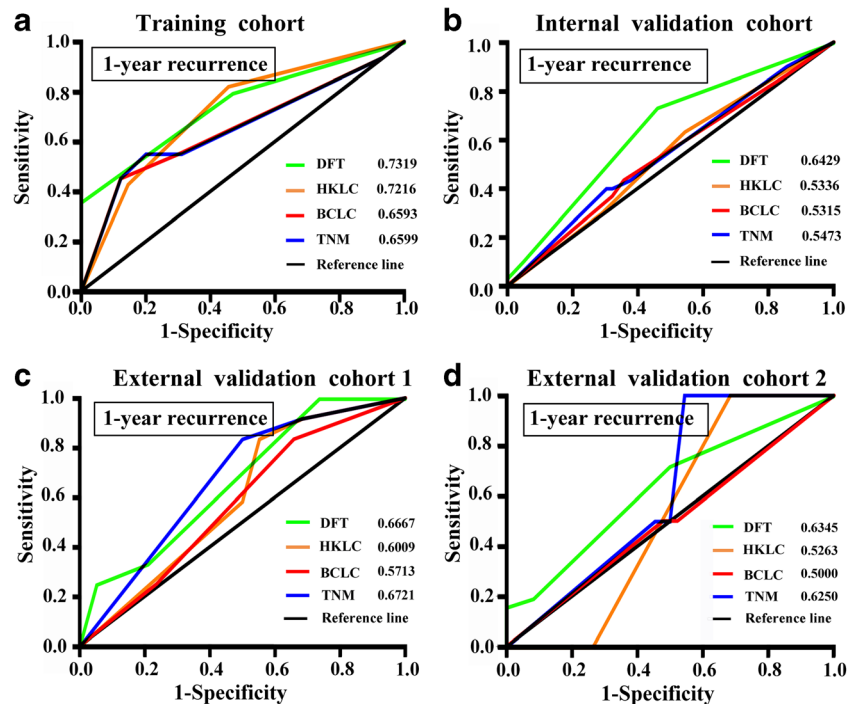 a
Training cohort
1-year recurrence
Sensitivity
1.0
0.8
0.6
0.4
0.2
0.0
DFT 0.7319
HKLC 0.7216
BCLC 0.6593
TNM 0.6599
Reference line
0.0 0.2 0.4 0.6 0.8 1.0
1-Specificity
b
Internal validation cohort
1-year recurrence
Sensitivity
1.0
0.8
0.6
0.4
0.2
0.0
DFT 0.6429
HKLC 0.5336
BCLC 0.5315
TNM 0.5473
Reference line
0.0 0.2 0.4 0.6 0.8 1.0
1-Specificity
c
External validation cohort 1
1-year recurrence
Sensitivity
1.0
0.8
0.6
0.4
0.2
0.0
DFT 0.6667
HKLC 0.6009
BCLC 0.5713
TNM 0.6721
Reference line
0.0 0.2 0.4 0.6 0.8 1.0
1-Specificity
d
External validation cohort 2
1-year recurrence
Sensitivity
1.0
0.8
0.6
0.4
0.2
0.0
DFT 0.6345
HKLC 0.5263
BCLC 0.5000
TNM 0.6250
Reference line
0.0 0.2 0.4 0.6 0.8 1.0
1-Specificity